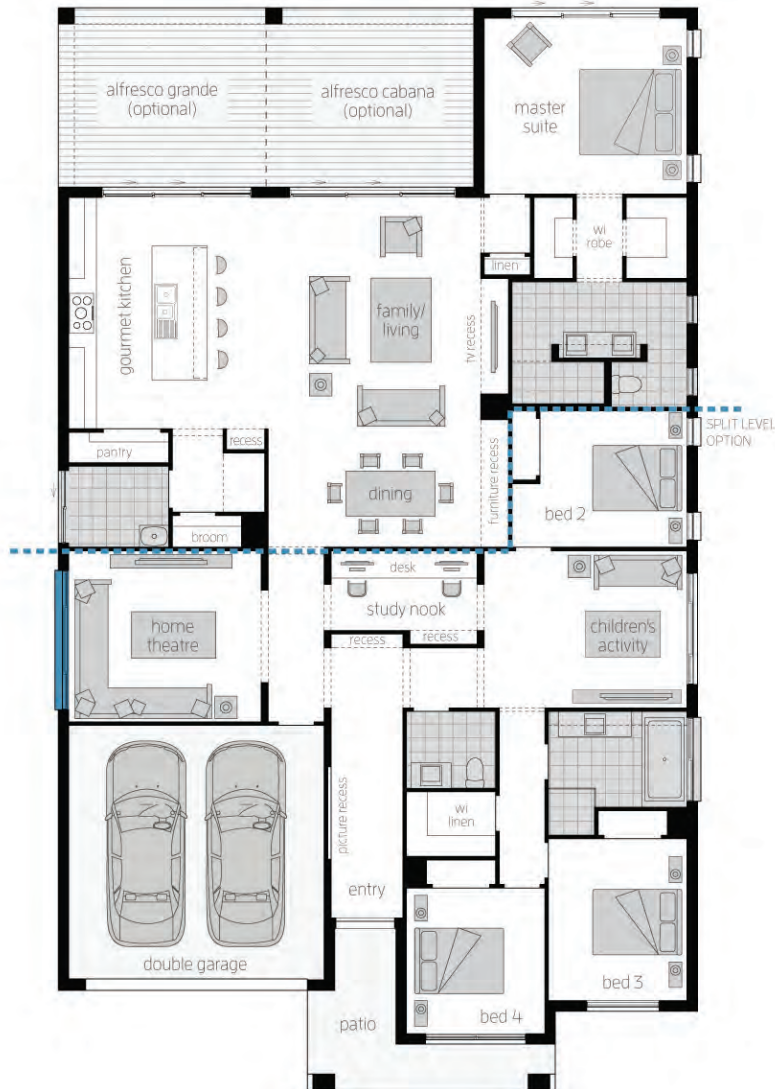 alfresco grande
(optional)
alfresco cabana
(optional)
master
suite
wi
robe
linen
gourmet kitchen
family/
living
tv recess
SPLIT LEVEL
OPTION
pantry
recess
furniture recess
dining
bed 2
broom
desk
study nook
home
theatre
children's
activity
recess
recess
picture recess
wi
linen
entry
double garage
bed 3
bed 4
patio